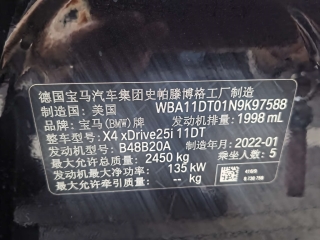 德国宝马汽车集团史帕滕博格工厂制造
制造国：美国 WBA11DT01N9K97588
品牌：宝马(BMW)牌 发动机排量：1998 mL
整车型号：X4 xDrive25i 11DT
发动机型号：B48B20A 制造年月：2022-01
最大允许总质量：2450 kg 乘坐人数：5
发动机最大净功率：135 kW
最大允许牵引质量：-- kg